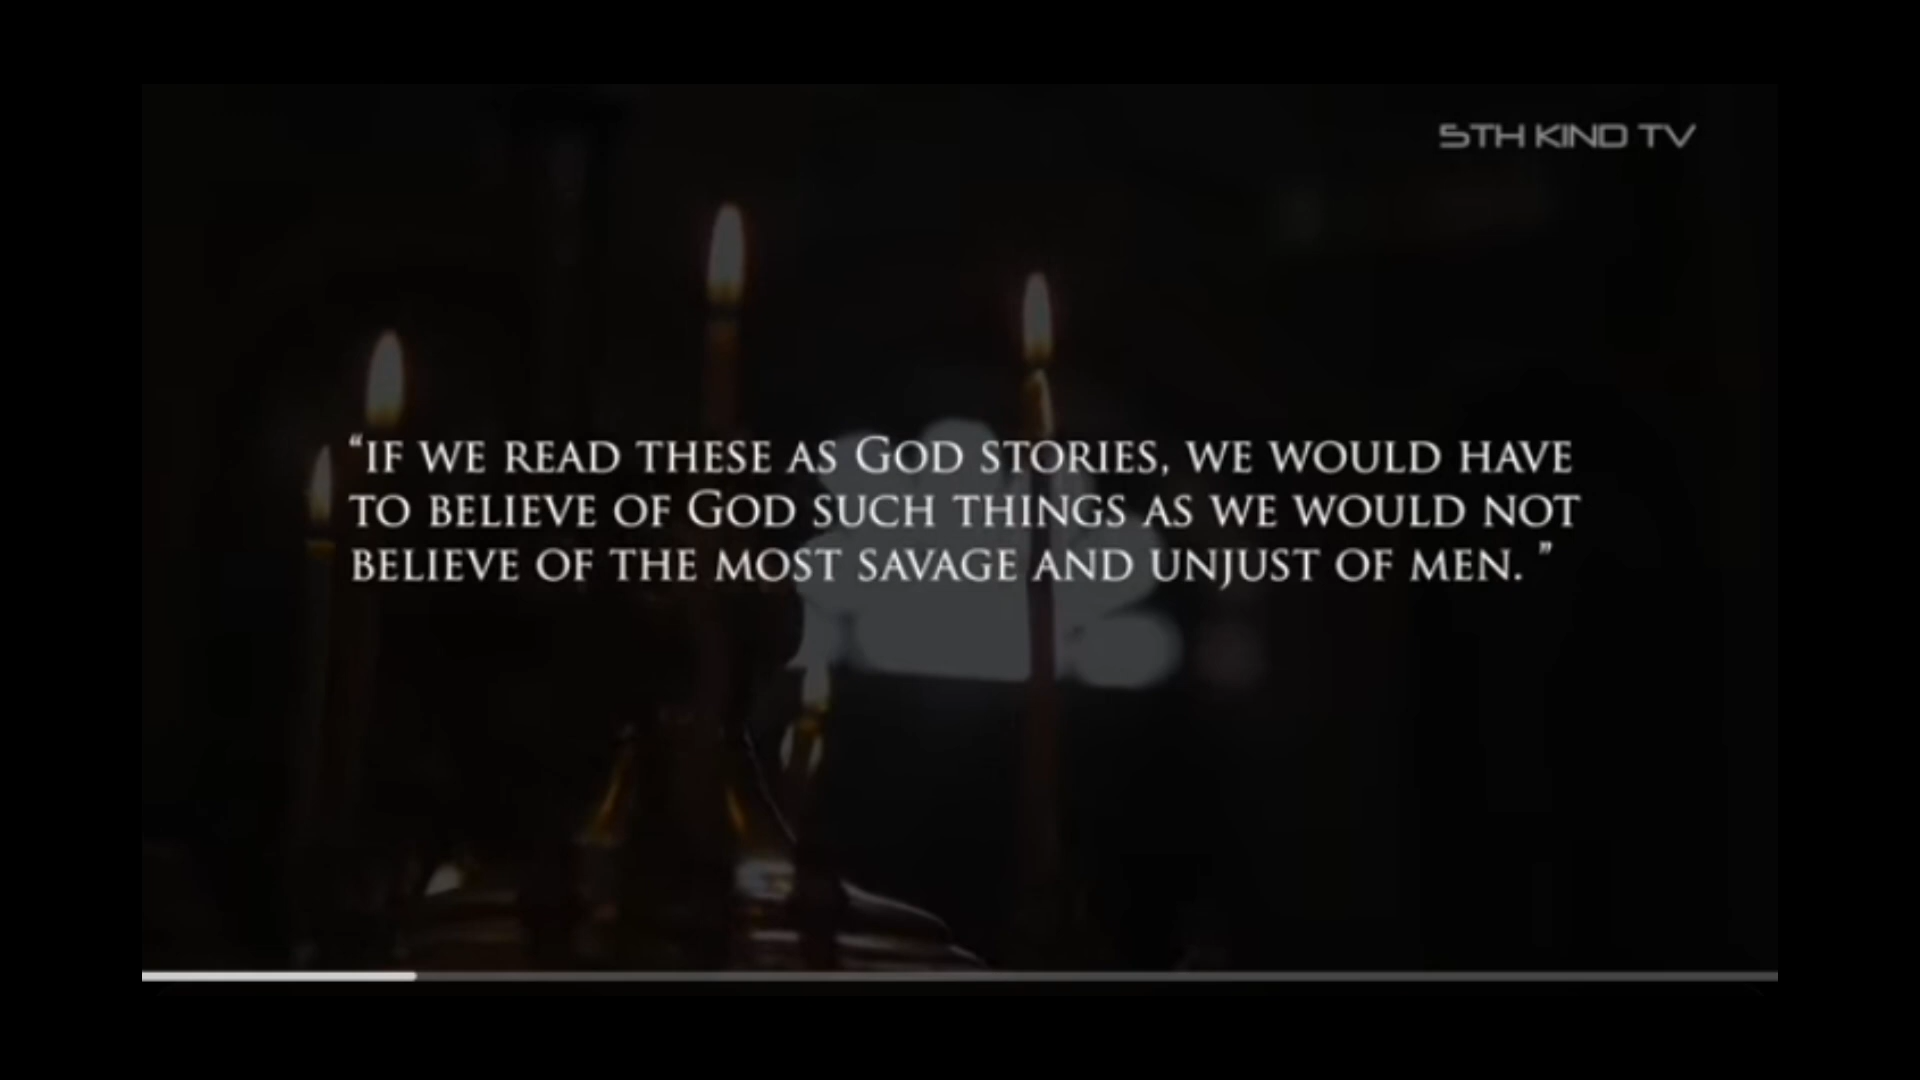 5TH KIND TV
“IF WE READ THESE AS GOD STORIES, WE WOULD HAVE
TO BELIEVE OF GOD SUCH THINGS AS WE WOULD NOT
BELIEVE OF THE MOST SAVAGE AND UNJUST OF MEN. ”